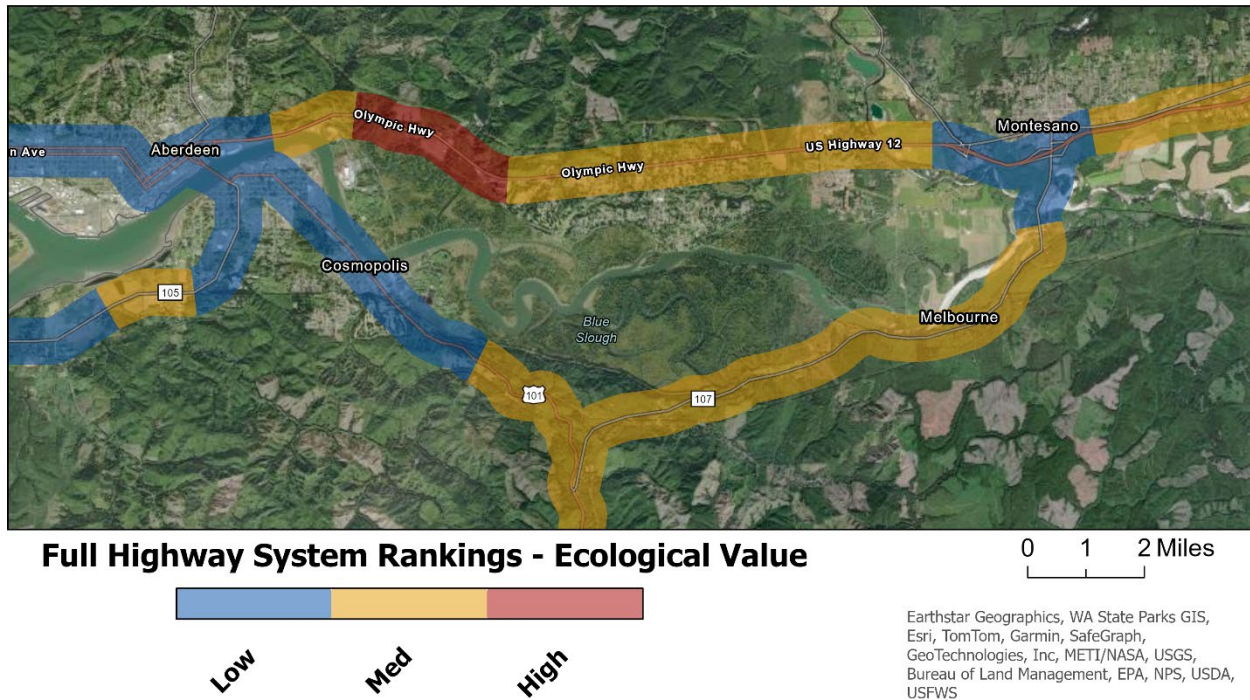 Olympic Hwy
n Ave
Aberdeen
Olympic Hwy
US Highway 12
Montesano
Cosmopolis
105
Blue
Slough
Melbourne
101
107
Full Highway System Rankings - Ecological Value
Low
Med
High
0 1 2 Miles
Earthstar Geographics, WA State Parks GIS,
Esri, TomTom, Garmin, SafeGraph,
GeoTechnologies, Inc, METI/NASA, USGS,
Bureau of Land Management, EPA, NPS, USDA,
USFWS